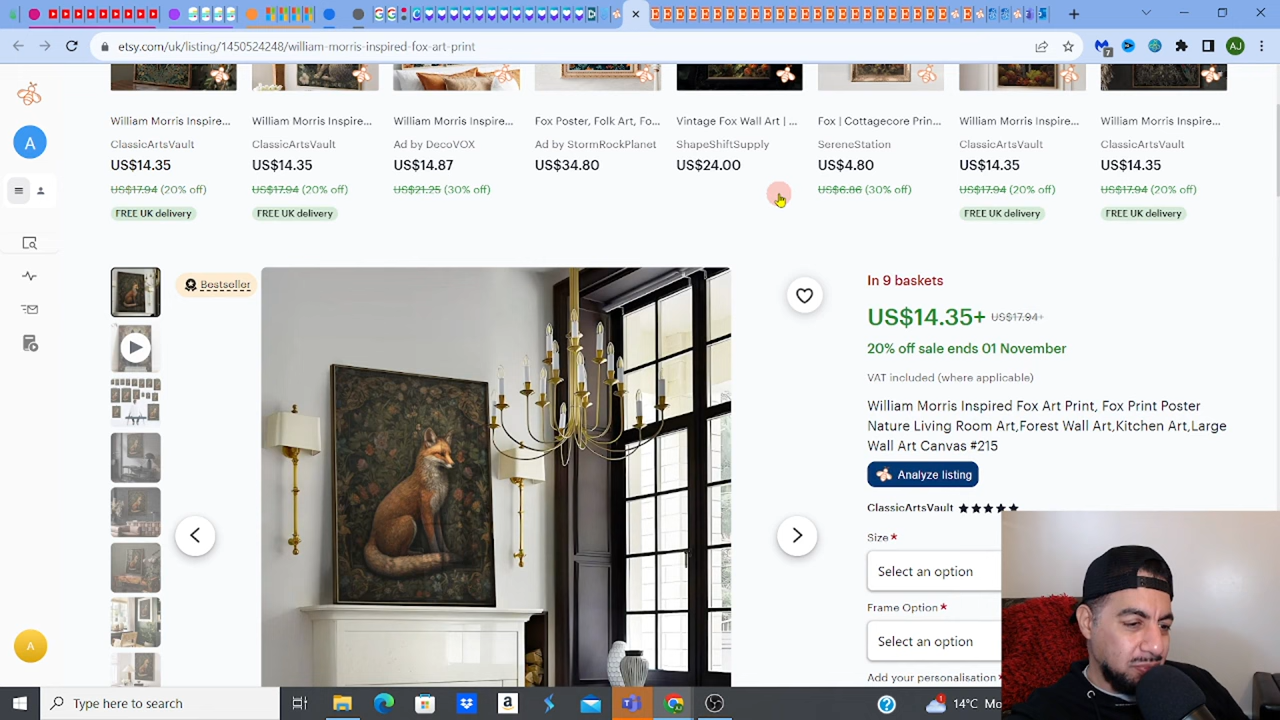 etsy.com/uk/listing/1450524248/william-morris-inspired-fox-art-print
7
AJ
A
William Morris Inspire... William Morris Inspire... William Morris Inspire... Fox Poster, Folk Art, Fo... Vintage Fox Wall Art | ... Fox | Cottagecore Prin... William Morris Inspire... William Morris Inspire...
ClassicArtsVault ClassicArtsVault Ad by DecoVOX Ad by StormRockPlanet ShapeShiftSupply SereneStation ClassicArtsVault ClassicArtsVault
US$14.35 US$14.35 US$14.87 US$34.80 US$24.00 US$4.80 US$14.35 US$14.35
US$17.94 (20% off) US$17.94 (20% off) US$21.25 (30% off) US$6.86 (30% off) US$17.94 (20% off) US$17.94 (20% off)
FREE UK delivery FREE UK delivery FREE UK delivery FREE UK delivery
Bestseller
In 9 baskets
US$14.35+ US$17.94+
20% off sale ends 01 November
VAT included (where applicable)
William Morris Inspired Fox Art Print, Fox Print Poster
Nature Living Room Art,Forest Wall Art,Kitchen Art,Large
Wall Art Canvas #215
Analyze listing
ClassicArtsVault
Size *
Select an option
Frame Option *
Select an option
Add your personalisation *
A
Type here to search
a
1
14°C